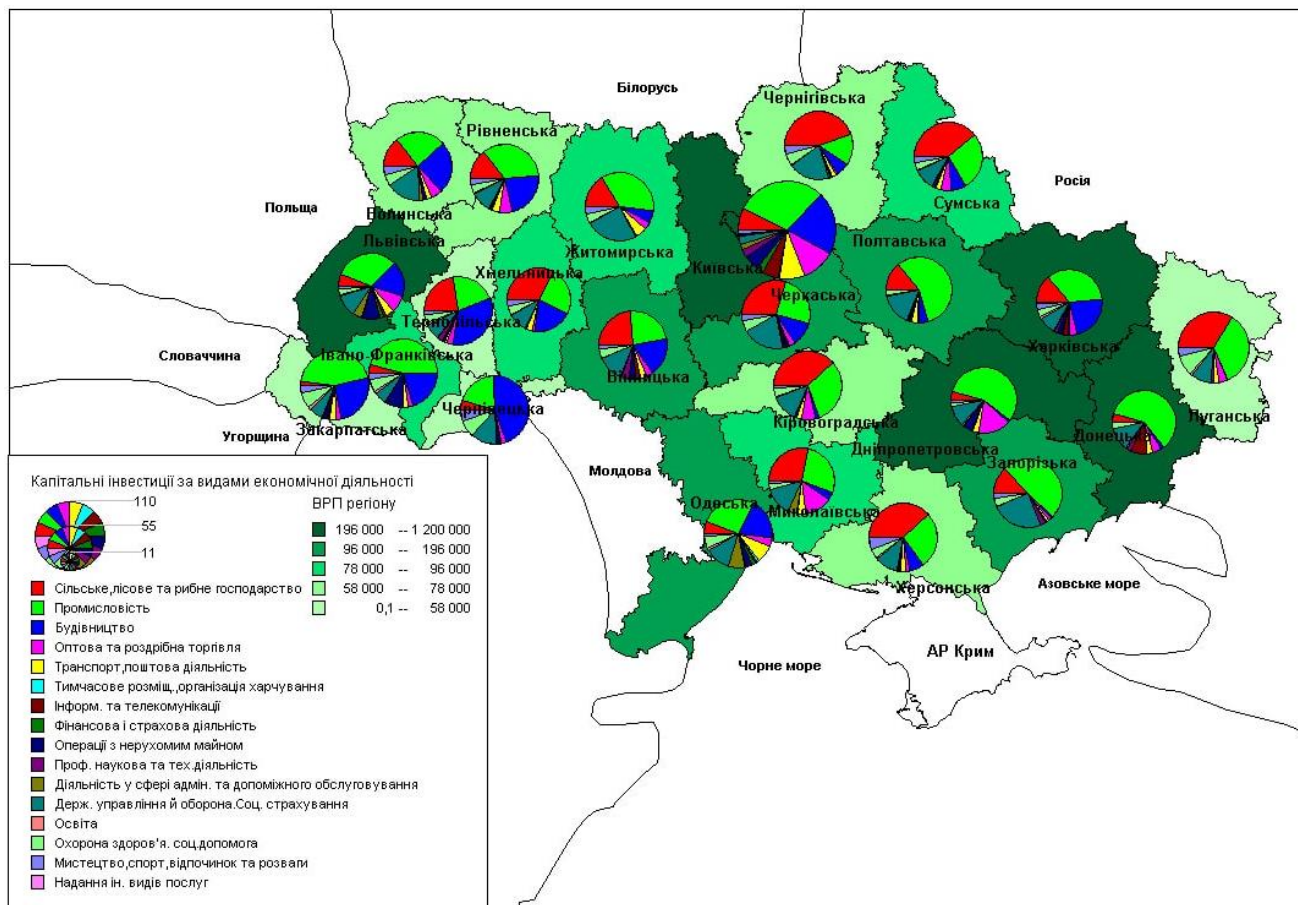 Білорусь
Чернігівська
Рівненська
Росія
Польща
Сумська
Волинська
Львівська
Житомирська
Полтавська
Київська
Хмельницька
Черкаська
Тернопільська
Харківська
Словаччина
Івано-Франківська
Вінницька
Луганська
Чернівецька
Кіровоградська
Закарпатська
Донецька
Угорщина
Дніпропетровська
Запорізька
Молдова
Одеська
Миколаївська
Херсонська
Азовське море
АР Крим
Чорне море
Капітальні інвестиції за видами економічної діяльності
110
55
11
ВРП регіону
196 000 -- 1 200 000
96 000 -- 196 000
78 000 -- 96 000
58 000 -- 78 000
0,1 -- 58 000
Сільське,лісове та рибне господарство
Промисловість
Будівництво
Оптова та роздрібна торгівля
Транспорт,поштова діяльність
Тимчасове розміщ.,організація харчування
Інформ. та телекомунікації
Фінансова і страхова діяльність
Операції з нерухомим майном
Проф. наукова та тех.діяльність
Діяльність у сфері адмін. та допоміжного обслуговування
Держ. управління й оборона.Соц. страхування
Освіта
Охорона здоров'я. соц.допомога
Мистецтво,спорт,відпочинок та розваги
Надання ін. видів послуг